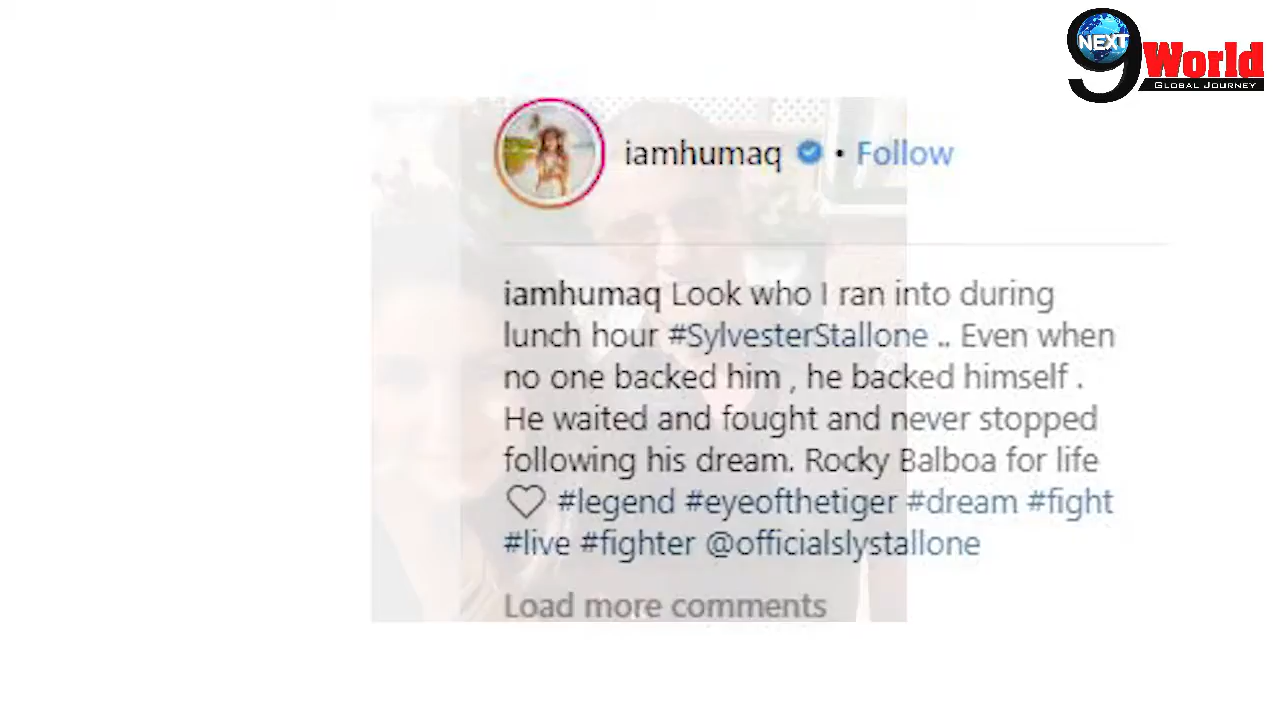 NEXT
9 World
GLOBAL JOURNEY
iamhumaq • Follow
iamhumaq Look who I ran into during
lunch hour #SylvesterStallone .. Even when
no one backed him , he backed himself .
He waited and fought and never stopped
following his dream. Rocky Balboa for life
♡ #legend #eyeofthetiger #dream #fight
#live #fighter @officialslystallone
Load more comments